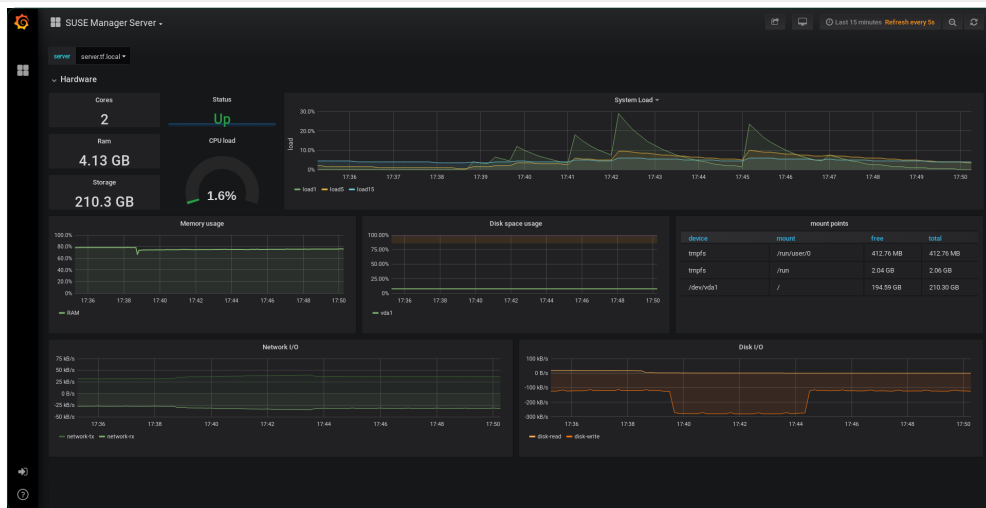 SUSE Manager Server
Last 15 minutes Refresh every 5s
server server.tf.local
Hardware
Cores
2
Status
Up
System Load
Ram
4.13 GB
CPU load
1.6%
Storage
210.3 GB
load
30.0%
20.0%
10.0%
0%
17:36 17:37 17:38 17:39 17:40 17:41 17:42 17:43 17:44 17:45 17:46 17:47 17:48 17:49 17:50
load1 load5 load15
Memory usage
100.0%
80.0%
60.0%
40.0%
20.0%
0%
17:36 17:38 17:40 17:42 17:44 17:46 17:48 17:50
RAM
Disk space usage
100.00%
75.00%
50.00%
25.00%
0%
17:36 17:38 17:40 17:42 17:44 17:46 17:48 17:50
vda1
mount points
device mount free total
tmpfs /run/user/0 412.76 MB 412.76 MB
tmpfs /run 2.04 GB 2.06 GB
/dev/vda1 / 194.59 GB 210.30 GB
Network I/O
75 kB/s
50 kB/s
25 kB/s
0 B/s
-25 kB/s
-50 kB/s
17:36 17:38 17:40 17:42 17:44 17:46 17:48 17:50
network-tx network-rx
Disk I/O
100 kB/s
0 B/s
-100 kB/s
-200 kB/s
-300 kB/s
17:36 17:38 17:40 17:42 17:44 17:46 17:48 17:50
disk-read disk-write